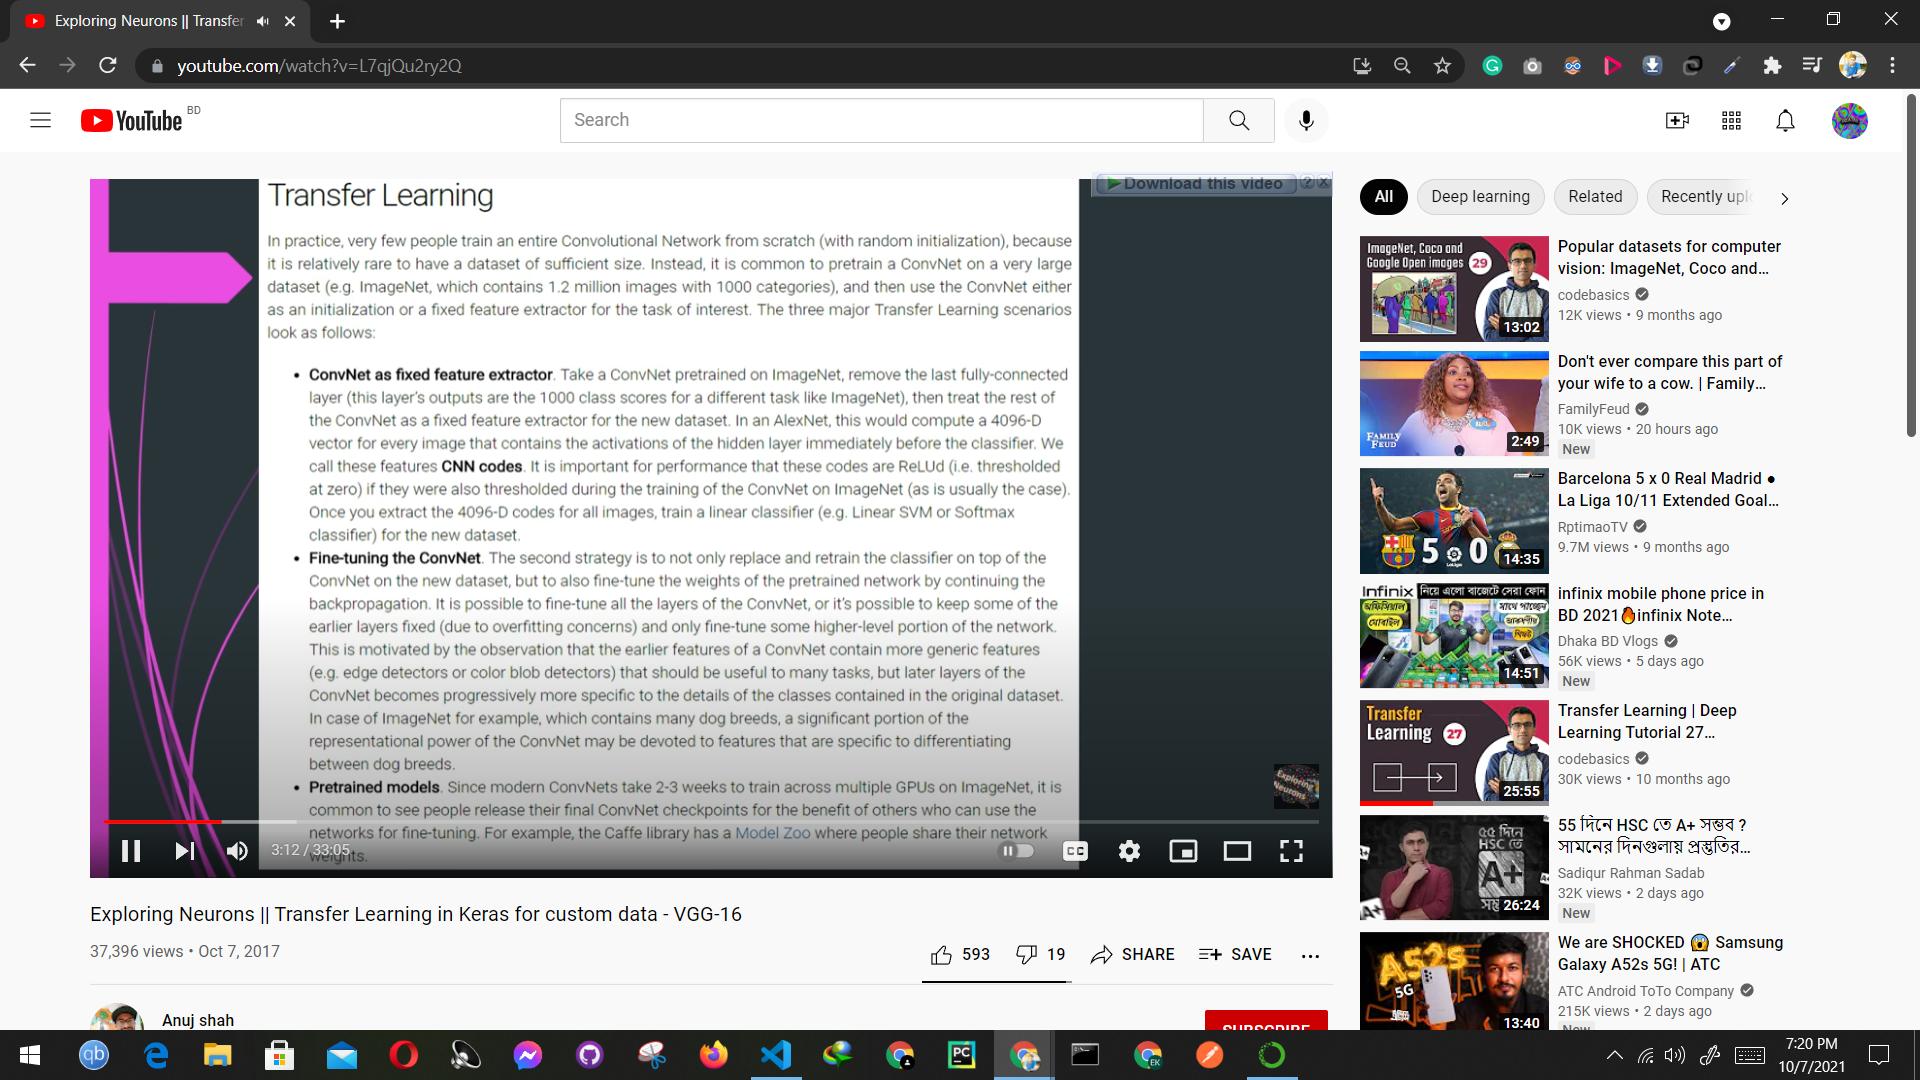 Exploring Neurons || Transfer
youtube.com/watch?v=L7qjQu2ry2Q
YouTube BD
Search
Download this video
Transfer Learning
In practice, very few people train an entire Convolutional Network from scratch (with random initialization), because
it is relatively rare to have a dataset of sufficient size. Instead, it is common to pretrain a ConvNet on a very large
dataset (e.g. ImageNet, which contains 1.2 million images with 1000 categories), and then use the ConvNet either
as an initialization or a fixed feature extractor for the task of interest. The three major Transfer Learning scenarios
look as follows:
• ConvNet as fixed feature extractor. Take a ConvNet pretrained on ImageNet, remove the last fully-connected
layer (this layer's outputs are the 1000 class scores for a different task like ImageNet), then treat the rest of
the ConvNet as a fixed feature extractor for the new dataset. In an AlexNet, this would compute a 4096-D
vector for every image that contains the activations of the hidden layer immediately before the classifier. We
call these features CNN codes. It is important for performance that these codes are ReLUd (i.e. thresholded
at zero) if they were also thresholded during the training of the ConvNet on ImageNet (as is usually the case).
Once you extract the 4096-D codes for all images, train a linear classifier (e.g. Linear SVM or Softmax
classifier) for the new dataset.
• Fine-tuning the ConvNet. The second strategy is to not only replace and retrain the classifier on top of the
ConvNet on the new dataset, but to also fine-tune the weights of the pretrained network by continuing the
backpropagation. It is possible to fine-tune all the layers of the ConvNet, or it's possible to keep some of the
earlier layers fixed (due to overfitting concerns) and only fine-tune some higher-level portion of the network.
This is motivated by the observation that the earlier features of a ConvNet contain more generic features
(e.g. edge detectors or color blob detectors) that should be useful to many tasks, but later layers of the
ConvNet becomes progressively more specific to the details of the classes contained in the original dataset.
In case of ImageNet for example, which contains many dog breeds, a significant portion of the
representational power of the ConvNet may be devoted to features that are specific to differentiating
between dog breeds.
• Pretrained models. Since modern ConvNets take 2-3 weeks to train across multiple GPUs on ImageNet, it is
common to see people release their final ConvNet checkpoints for the benefit of others who can use the
networks for fine-tuning. For example, the Caffe library has a Model Zoo where people share their network
weights.
Exploring
Neurons
3:12 / 33:05
CC
Exploring Neurons || Transfer Learning in Keras for custom data - VGG-16
37,396 views • Oct 7, 2017
593
19
SHARE
SAVE
Anuj shah
SUBSCRIBE
All
Deep learning
Related
Recently uplo
ImageNet, Coco and
Google Open images 29
13:02
Popular datasets for computer
vision: ImageNet, Coco and...
codebasics
12K views • 9 months ago
FAMILY
FEUD
2:49
Don't ever compare this part of
your wife to a cow. | Family...
FamilyFeud
10K views • 20 hours ago
New
5 0
14:35
Barcelona 5 x 0 Real Madrid ●
La Liga 10/11 Extended Goal...
RptimaoTV
9.7M views • 9 months ago
Infinix নিয়ে এলো বাজেটে সেরা ফোন
14:51
infinix mobile phone price in
BD 2021🔥infinix Note...
Dhaka BD Vlogs
56K views • 5 days ago
New
Transfer
Learning 27
25:55
Transfer Learning | Deep
Learning Tutorial 27...
codebasics
30K views • 10 months ago
৫৫ দিনে
HSC তে
A+
26:24
55 দিনে HSC তে A+ সম্ভব ?
সামনের দিনগুলায় প্রস্তুতির...
Sadiqur Rahman Sadab
32K views • 2 days ago
New
A52s
5G
13:40
We are SHOCKED 😱 Samsung
Galaxy A52s 5G! | ATC
ATC Android ToTo Company
215K views • 2 days ago
New
qb
PC
EK
7:20 PM
10/7/2021